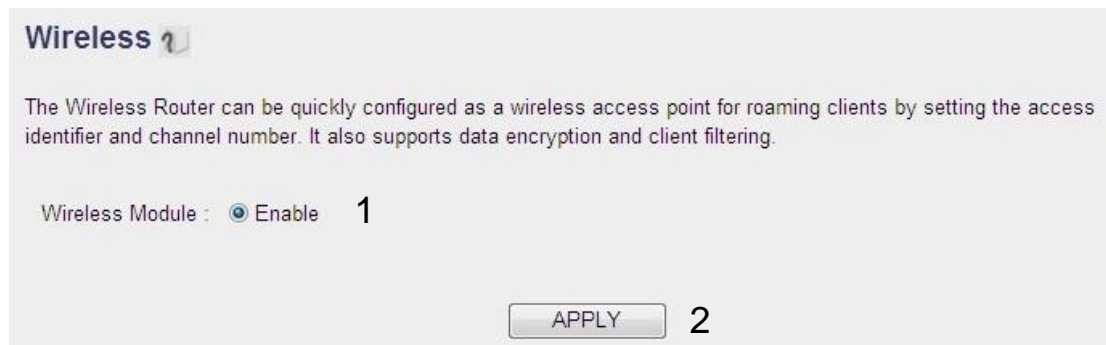 Wireless
The Wireless Router can be quickly configured as a wireless access point for roaming clients by setting the access
identifier and channel number. It also supports data encryption and client filtering.
Wireless Module : Enable 1
APPLY 2